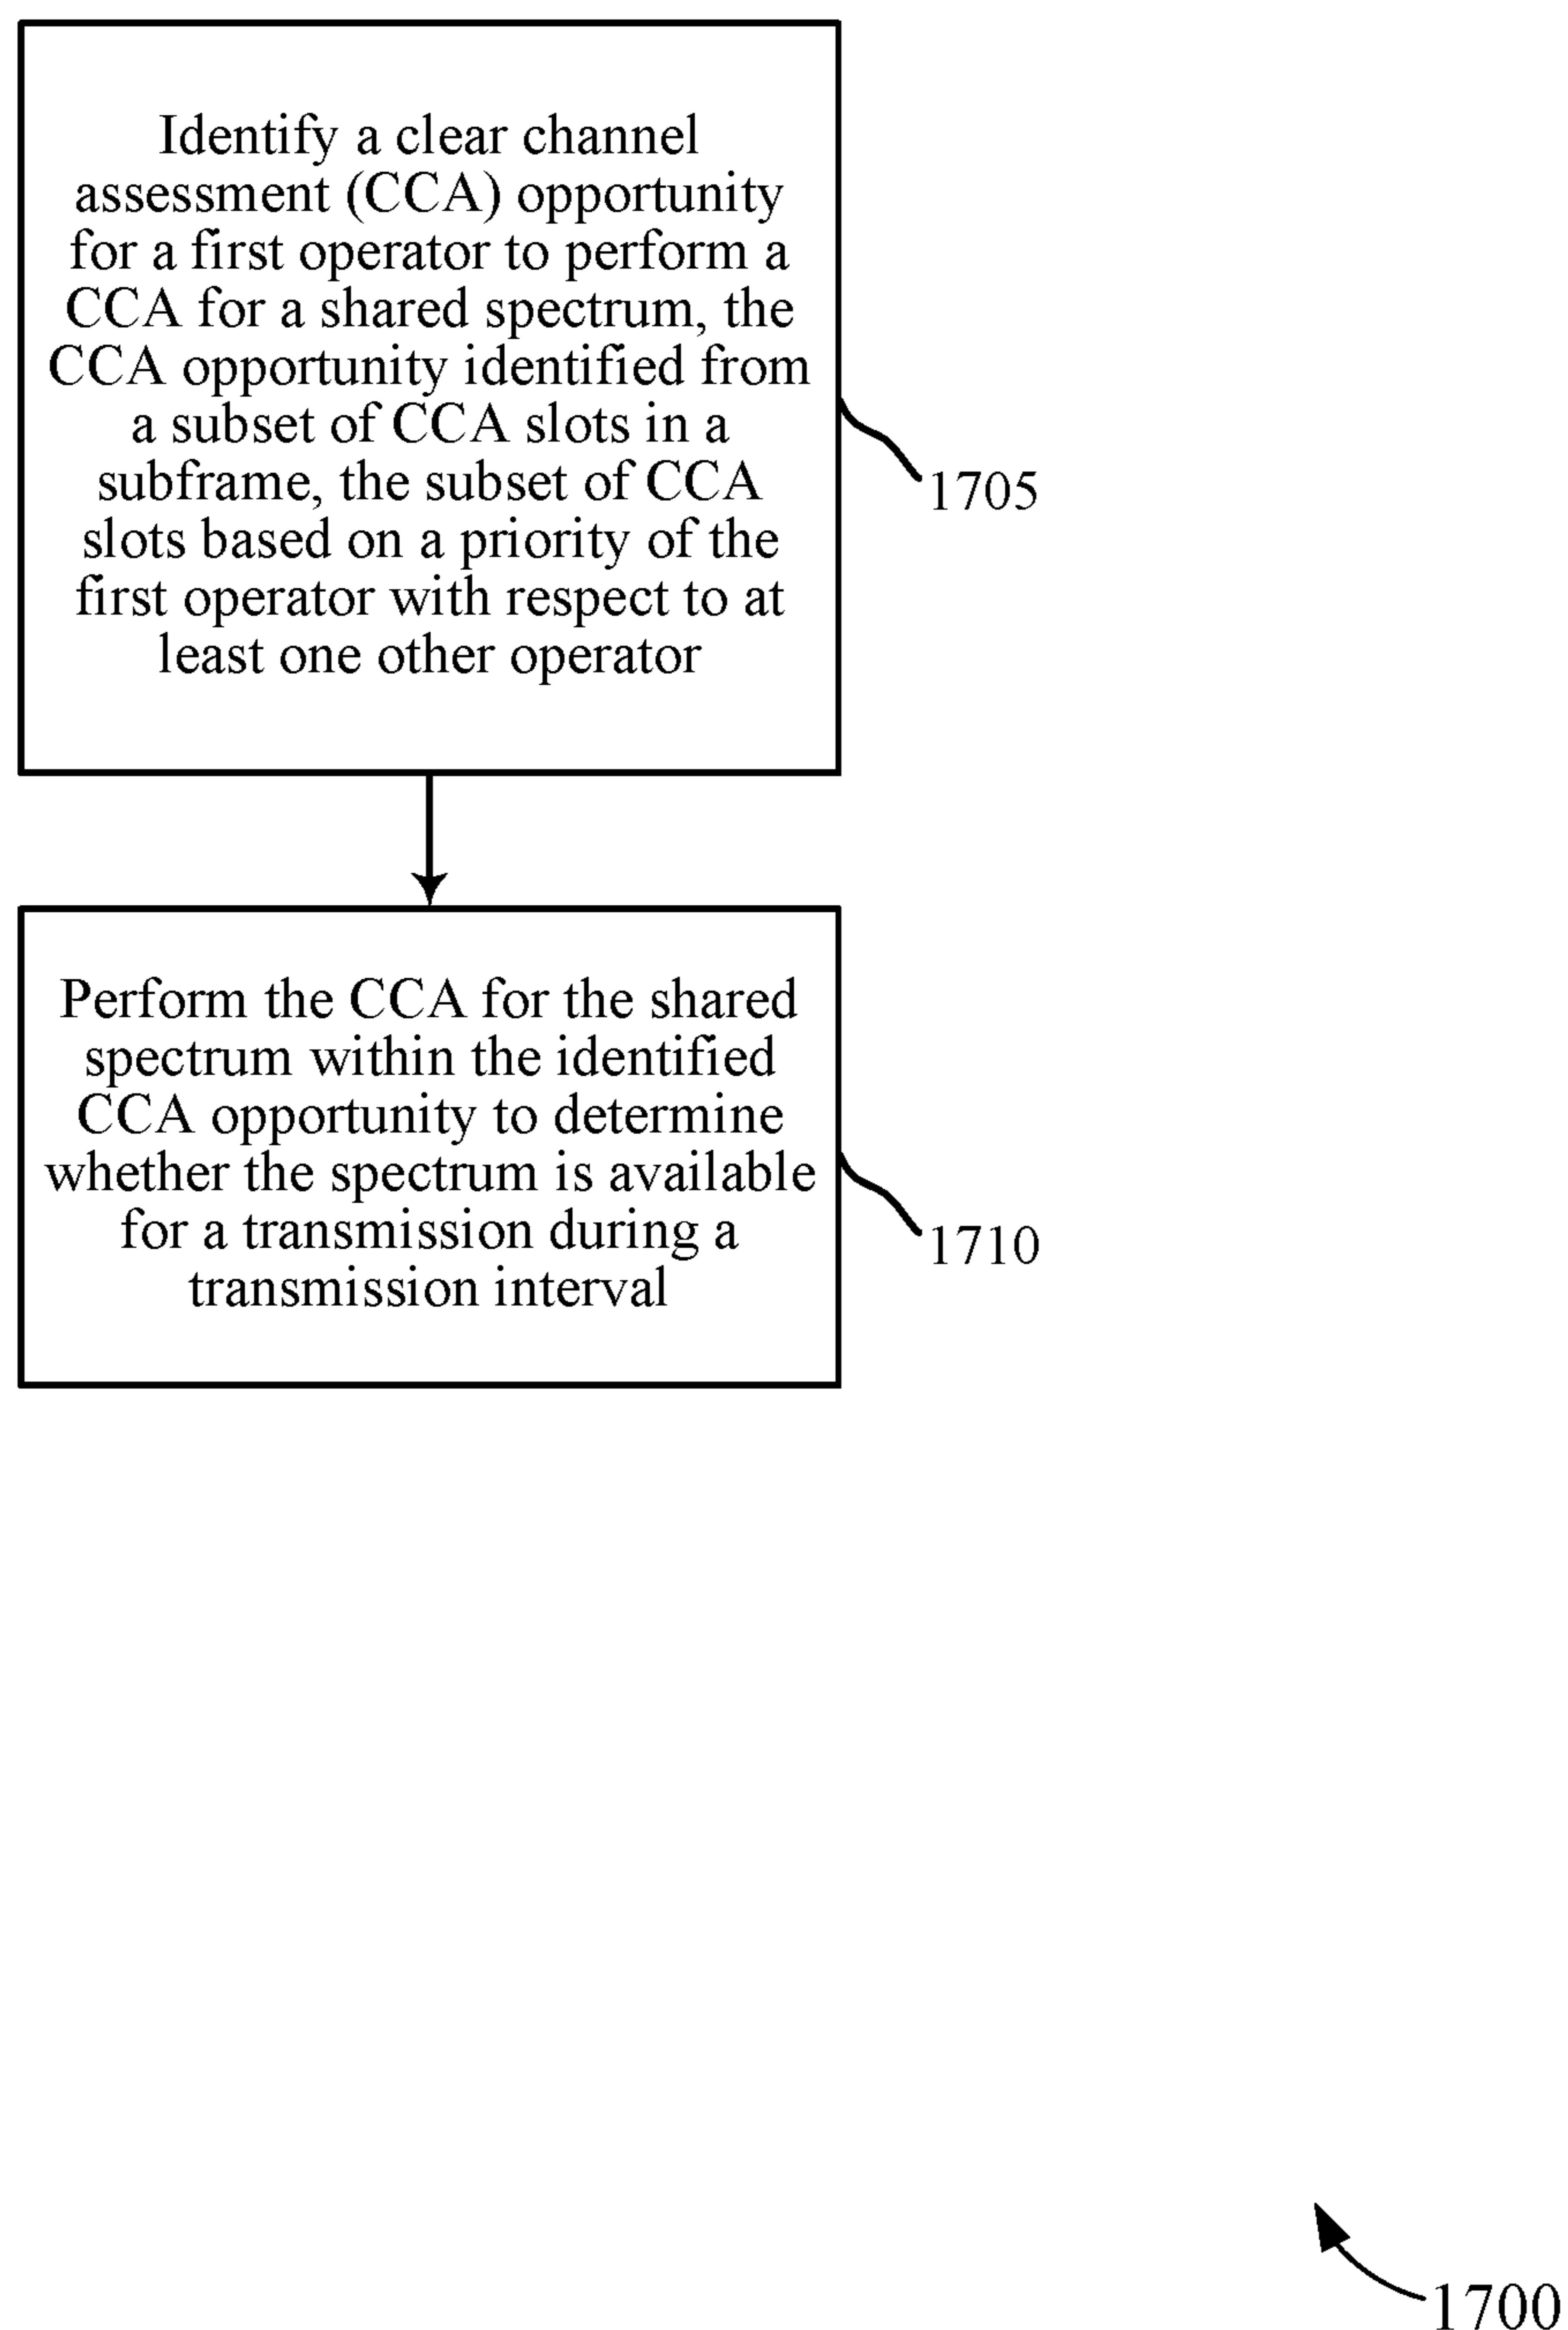 Identify a clear channel
assessment (CCA) opportunity
for a first operator to perform a
CCA for a shared spectrum, the
CCA opportunity identified from
a subset of CCA slots in a
subframe, the subset of CCA
slots based on a priority of the
first operator with respect to at
least one other operator
1705
Perform the CCA for the shared
spectrum within the identified
CCA opportunity to determine
whether the spectrum is available
for a transmission during a
transmission interval
1710
1700